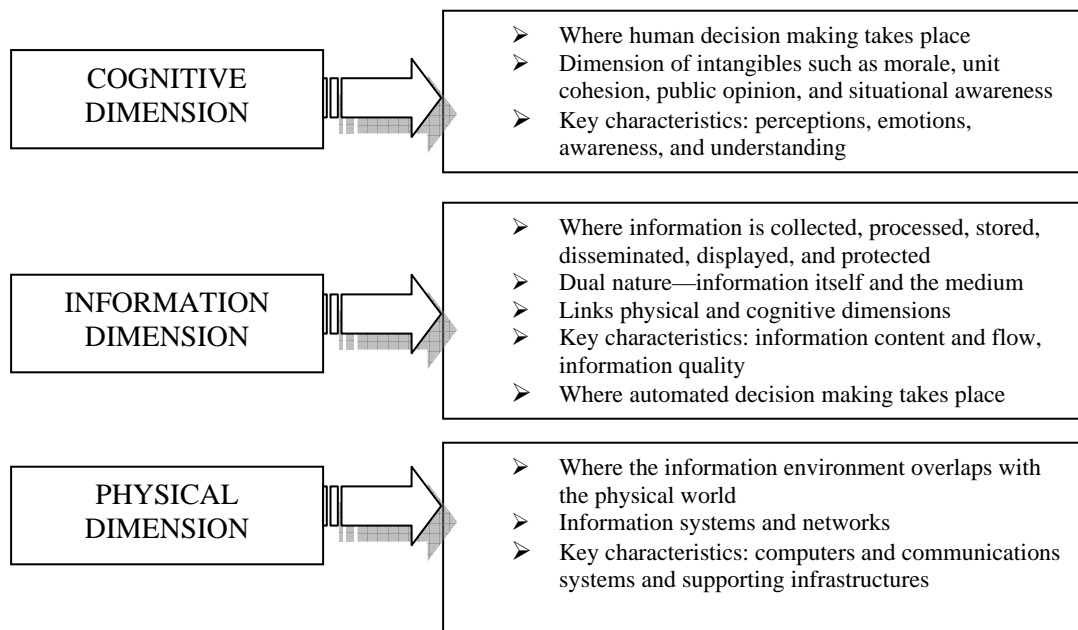 COGNITIVE
DIMENSION
➢ Where human decision making takes place
➢ Dimension of intangibles such as morale, unit
cohesion, public opinion, and situational awareness
➢ Key characteristics: perceptions, emotions,
awareness, and understanding
INFORMATION
DIMENSION
➢ Where information is collected, processed, stored,
disseminated, displayed, and protected
➢ Dual nature—information itself and the medium
➢ Links physical and cognitive dimensions
➢ Key characteristics: information content and flow,
information quality
➢ Where automated decision making takes place
PHYSICAL
DIMENSION
➢ Where the information environment overlaps with
the physical world
➢ Information systems and networks
➢ Key characteristics: computers and communications
systems and supporting infrastructures